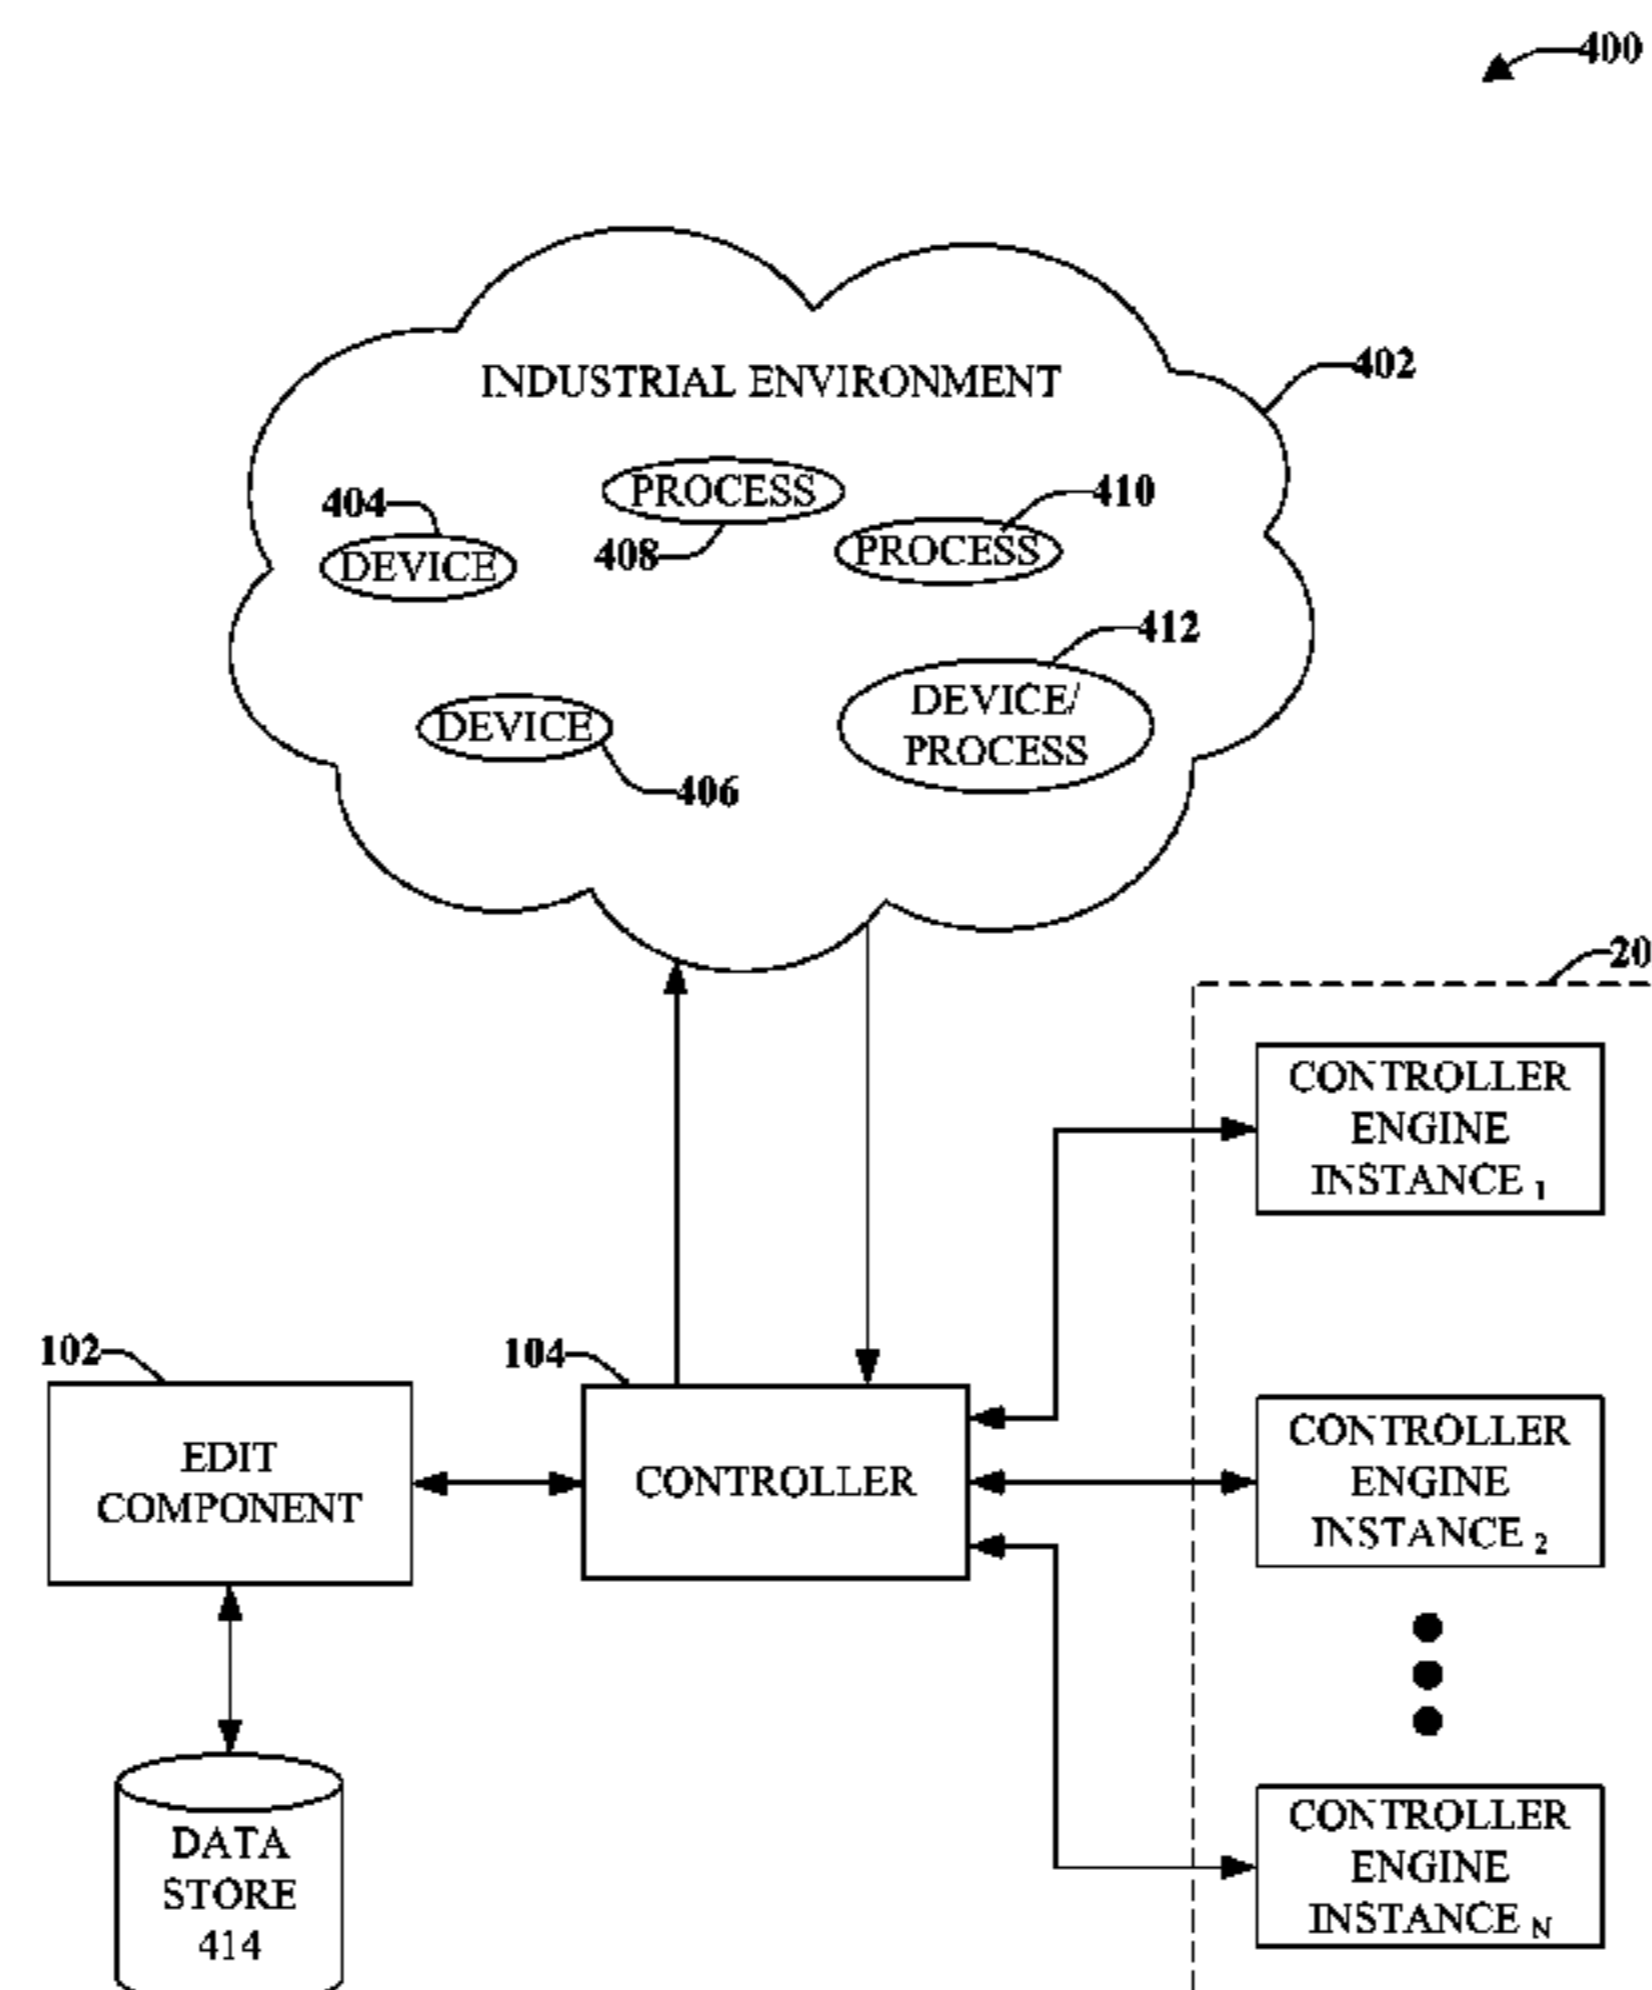 400
INDUSTRIAL ENVIRONMENT
402
404
PROCESS
410
408
PROCESS
DEVICE
412
DEVICE/
PROCESS
DEVICE
406
20
CONTROLLER
ENGINE
INSTANCE 1
102
104
EDIT
COMPONENT
CONTROLLER
CONTROLLER
ENGINE
INSTANCE 2
DATA
STORE
414
CONTROLLER
ENGINE
INSTANCE N